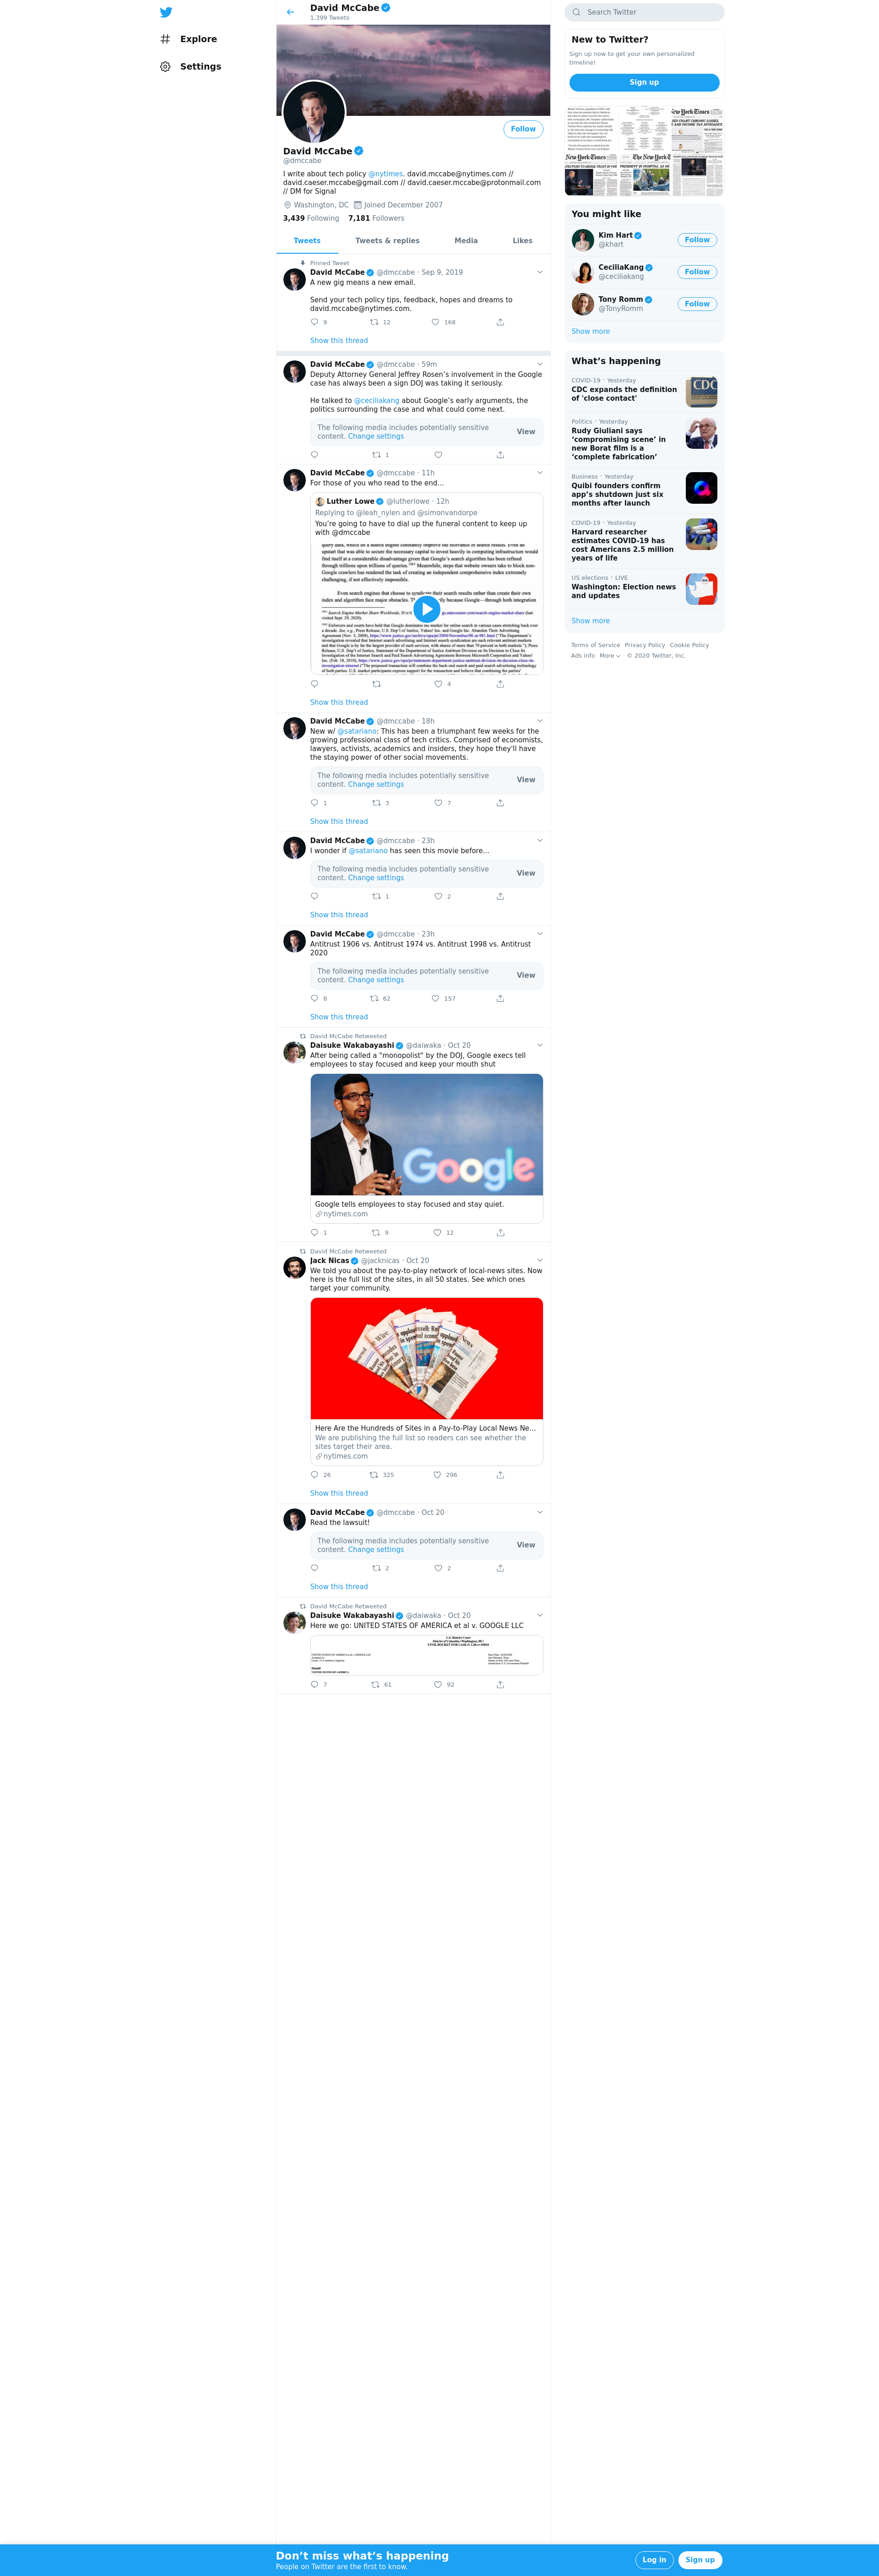 Explore
Settings
David McCabe
1,399 Tweets
Follow
David McCabe
@dmccabe
I write about tech policy @nytimes. david.mccabe@nytimes.com //
david.caeser.mccabe@gmail.com // david.caeser.mccabe@protonmail.com
// DM for Signal
Washington, DC Joined December 2007
3,439 Following 7,181 Followers
Tweets Tweets & replies Media Likes
Pinned Tweet
David McCabe @dmccabe · Sep 9, 2019
A new gig means a new email.
Send your tech policy tips, feedback, hopes and dreams to
david.mccabe@nytimes.com.
9 12 168
Show this thread
David McCabe @dmccabe · 59m
Deputy Attorney General Jeffrey Rosen’s involvement in the Google
case has always been a sign DOJ was taking it seriously.
He talked to @ceciliakang about Google’s early arguments, the
politics surrounding the case and what could come next.
The following media includes potentially sensitive
content. Change settings
View
1
David McCabe @dmccabe · 11h
For those of you who read to the end...
Luther Lowe @lutherlowe · 12h
Replying to @leah_nylen and @simonvandorpe
You’re going to have to dial up the funeral content to keep up
with @dmccabe
4
Show this thread
David McCabe @dmccabe · 18h
New w/ @satariano: This has been a triumphant few weeks for the
growing professional class of tech critics. Comprised of economists,
lawyers, activists, academics and insiders, they hope they’ll have
the staying power of other social movements.
The following media includes potentially sensitive
content. Change settings
View
1 3 7
Show this thread
David McCabe @dmccabe · 23h
I wonder if @satariano has seen this movie before...
The following media includes potentially sensitive
content. Change settings
View
1 2
Show this thread
David McCabe @dmccabe · 23h
Antitrust 1906 vs. Antitrust 1974 vs. Antitrust 1998 vs. Antitrust
2020
The following media includes potentially sensitive
content. Change settings
View
8 62 157
Show this thread
David McCabe Retweeted
Daisuke Wakabayashi @daiwaka · Oct 20
After being called a "monopolist" by the DOJ, Google execs tell
employees to stay focused and keep your mouth shut
Google
Google tells employees to stay focused and stay quiet.
nytimes.com
1 9 12
David McCabe Retweeted
Jack Nicas @jacknicas · Oct 20
We told you about the pay-to-play network of local-news sites. Now
here is the full list of the sites, in all 50 states. See which ones
target your community.
Here Are the Hundreds of Sites in a Pay-to-Play Local News Ne...
We are publishing the full list so readers can see whether the
sites target their area.
nytimes.com
26 325 296
Show this thread
David McCabe @dmccabe · Oct 20
Read the lawsuit!
The following media includes potentially sensitive
content. Change settings
View
2 2
Show this thread
David McCabe Retweeted
Daisuke Wakabayashi @daiwaka · Oct 20
Here we go: UNITED STATES OF AMERICA et al v. GOOGLE LLC
7 61 92
Search Twitter
New to Twitter?
Sign up now to get your own personalized
timeline!
Sign up
You might like
Kim Hart
@khart
Follow
CeciliaKang
@ceciliakang
Follow
Tony Romm
@TonyRomm
Follow
Show more
What’s happening
COVID-19 · Yesterday
CDC expands the definition
of 'close contact'
CDC
Politics · Yesterday
Rudy Giuliani says
‘compromising scene’ in
new Borat film is a
‘complete fabrication’
Business · Yesterday
Quibi founders confirm
app’s shutdown just six
months after launch
COVID-19 · Yesterday
Harvard researcher
estimates COVID-19 has
cost Americans 2.5 million
years of life
US elections · LIVE
Washington: Election news
and updates
Show more
Terms of Service Privacy Policy Cookie Policy
Ads info More © 2020 Twitter, Inc.
Don’t miss what’s happening
People on Twitter are the first to know.
Log in
Sign up